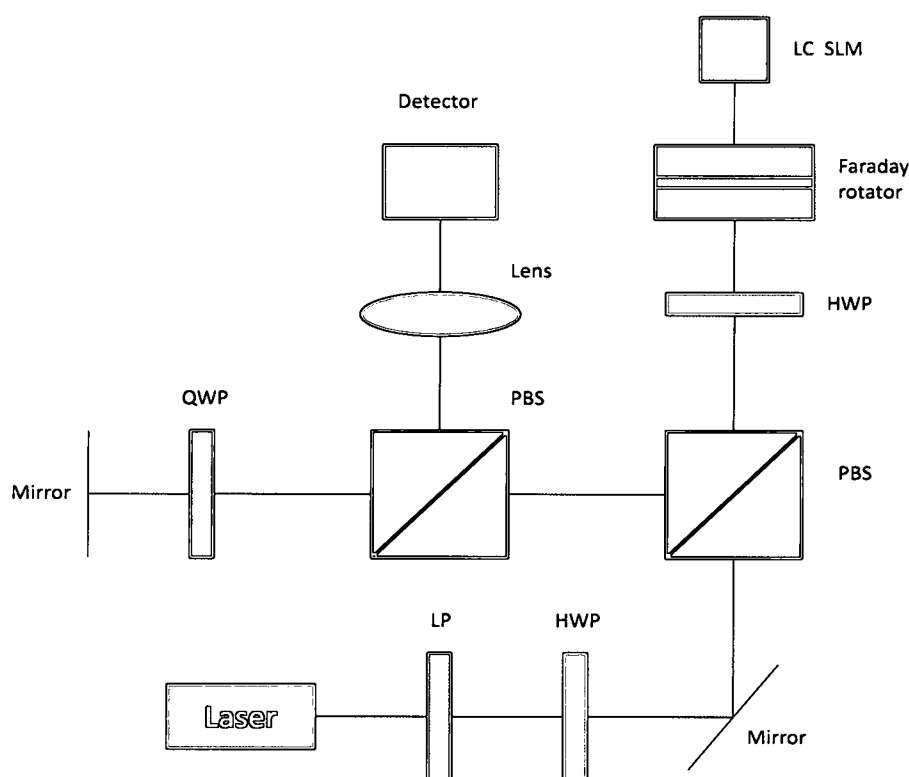 LC SLM
Detector
Faraday
rotator
Lens
HWP
QWP
PBS
PBS
Mirror
LP
HWP
Laser
Mirror